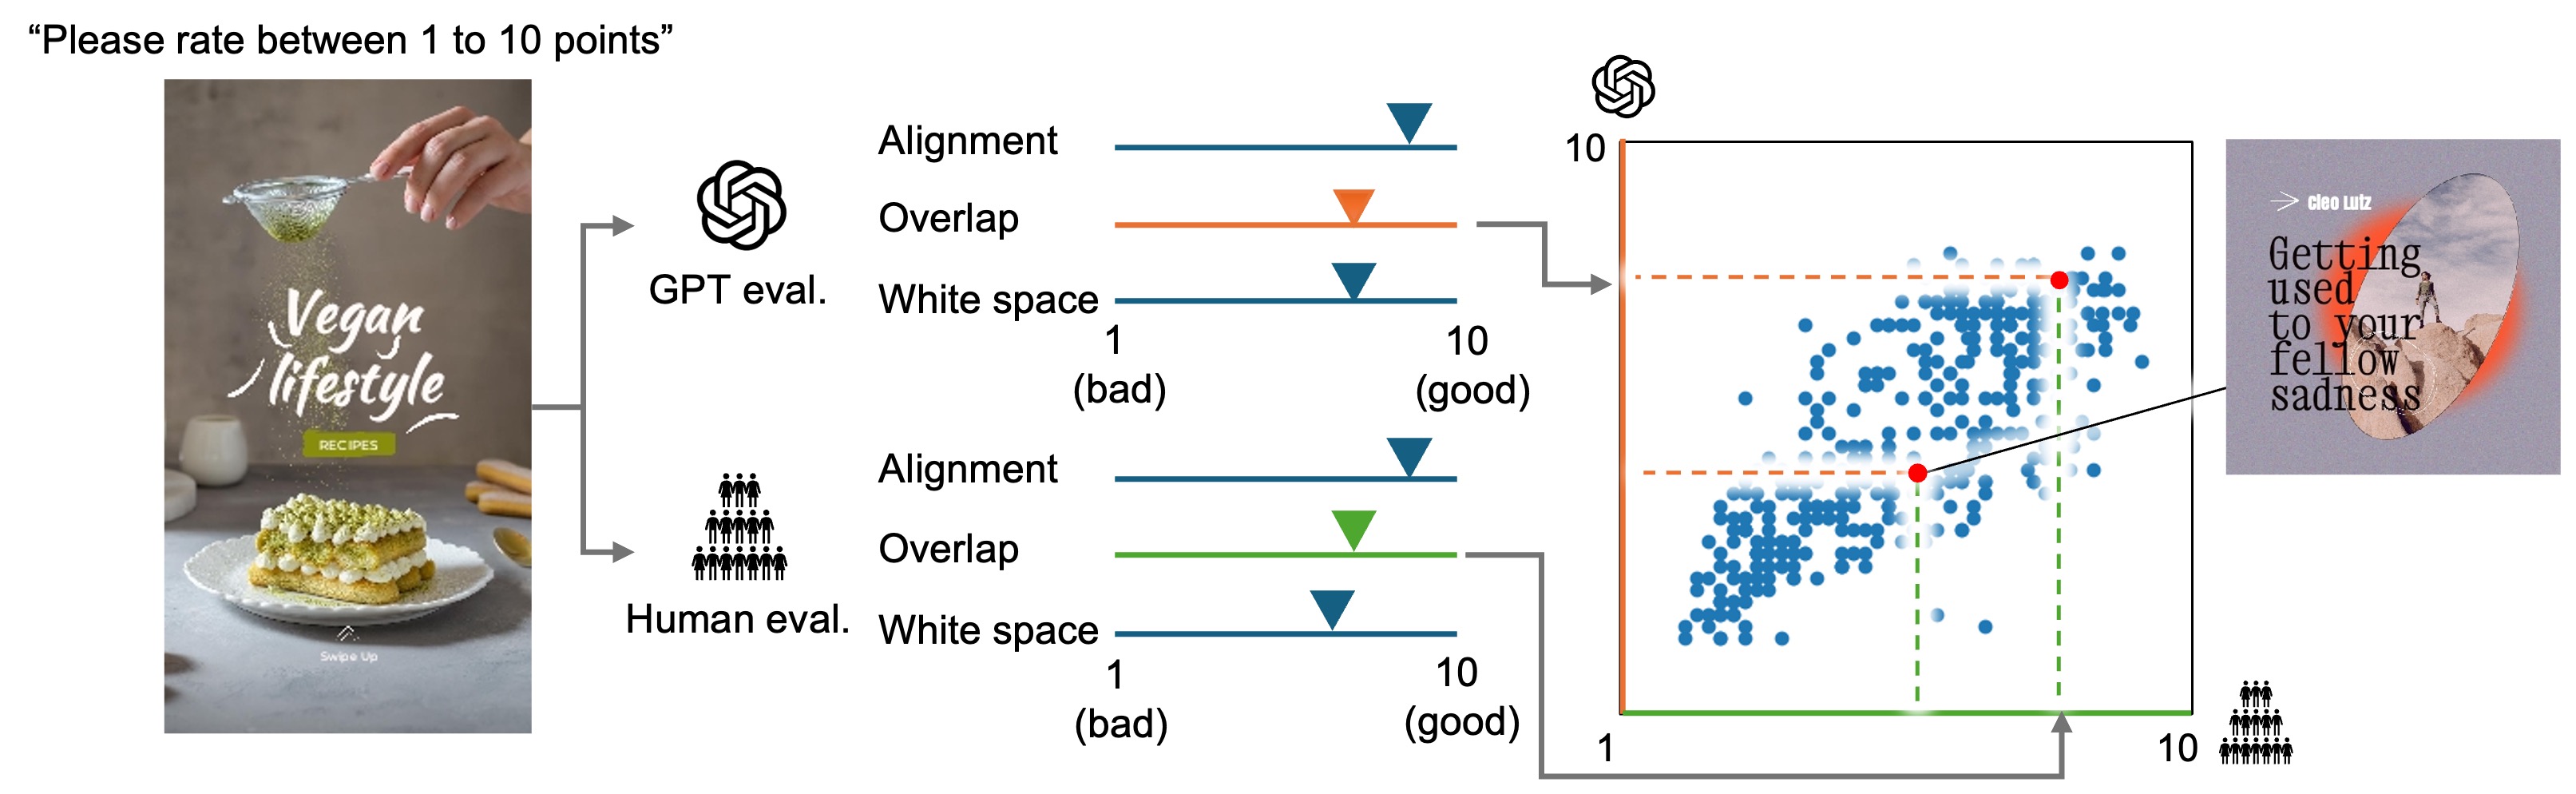 “Please rate between 1 to 10 points”
Vegan
lifestyle
RECIPES
Swipe Up
GPT eval.
Alignment
Overlap
White space
1
10
(bad)
(good)
Human eval.
Alignment
Overlap
White space
1
10
(bad)
(good)
10
1
10
cleo Lutz
Getting
used
to your
fellow
sadness